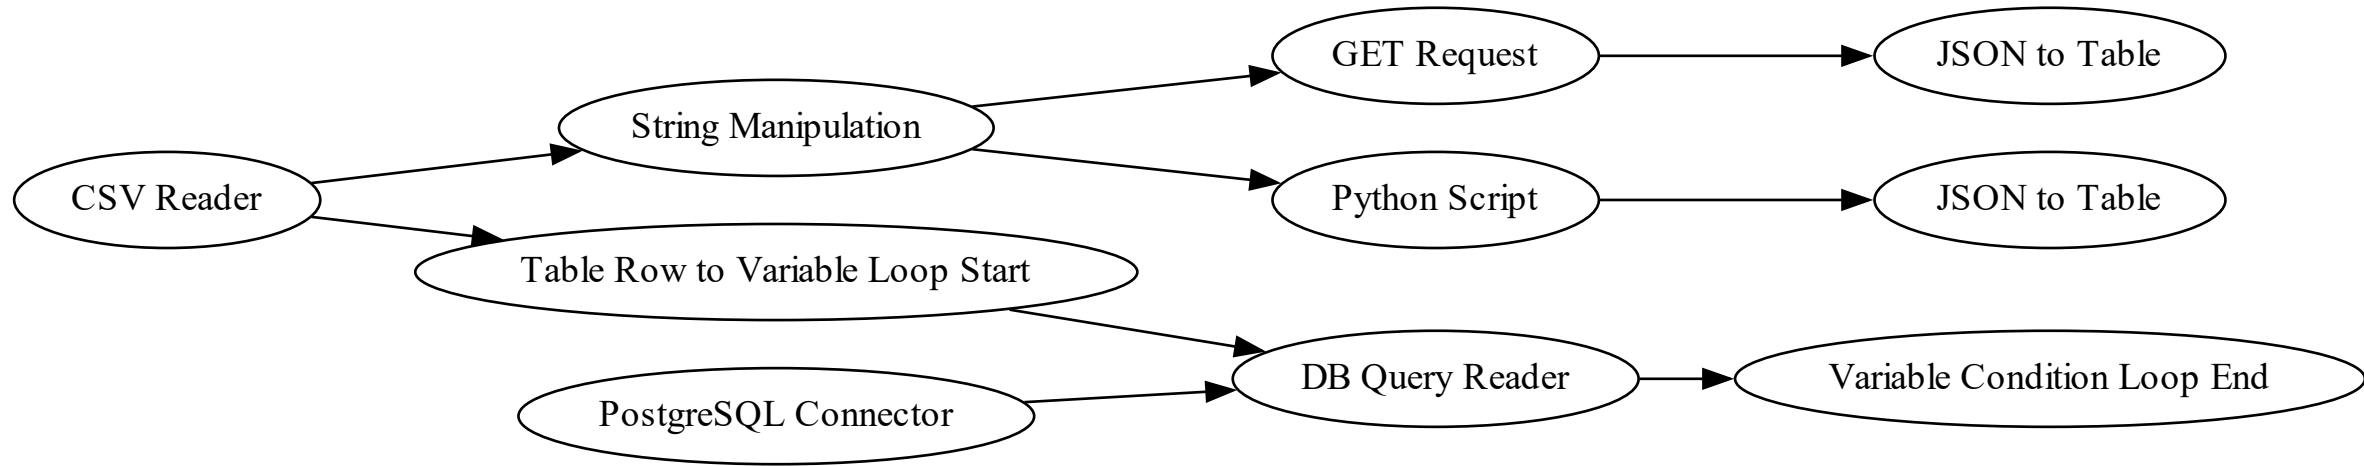 CSV Reader
String Manipulation
Table Row to Variable Loop Start
PostgreSQL Connector
GET Request
Python Script
DB Query Reader
JSON to Table
JSON to Table
Variable Condition Loop End